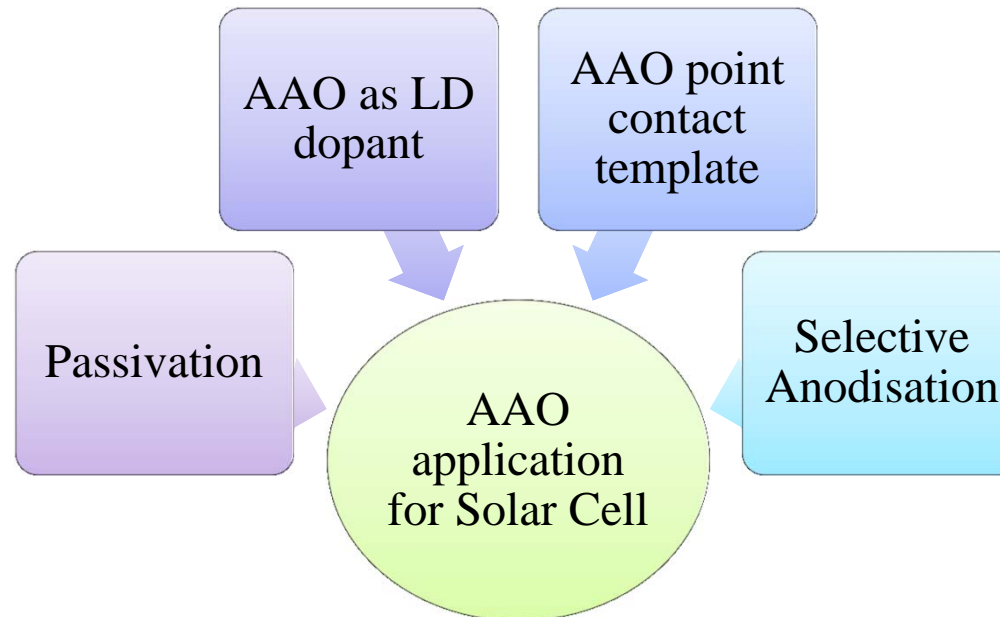 AAO as LD
dopant
AAO point
contact
template
Passivation
Selective
Anodisation
AAO
application
for Solar Cell